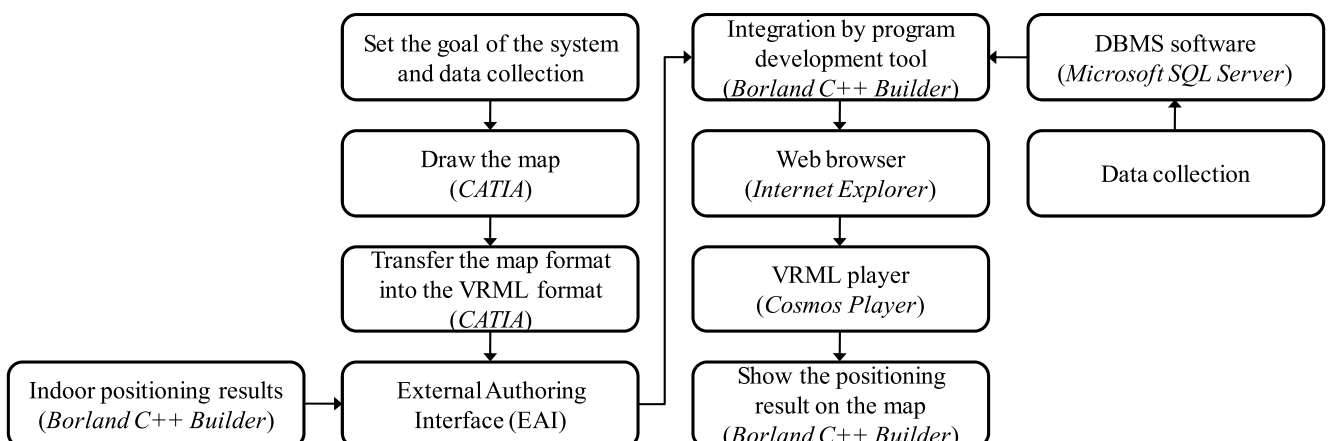 Set the goal of the system
and data collection
Draw the map
(CATIA)
Transfer the map format
into the VRML format
(CATIA)
Indoor positioning results
(Borland C++ Builder)
External Authoring
Interface (EAI)
Integration by program
development tool
(Borland C++ Builder)
Web browser
(Internet Explorer)
VRML player
(Cosmos Player)
Show the positioning
result on the map
(Borland C++ Builder)
DBMS software
(Microsoft SQL Server)
Data collection